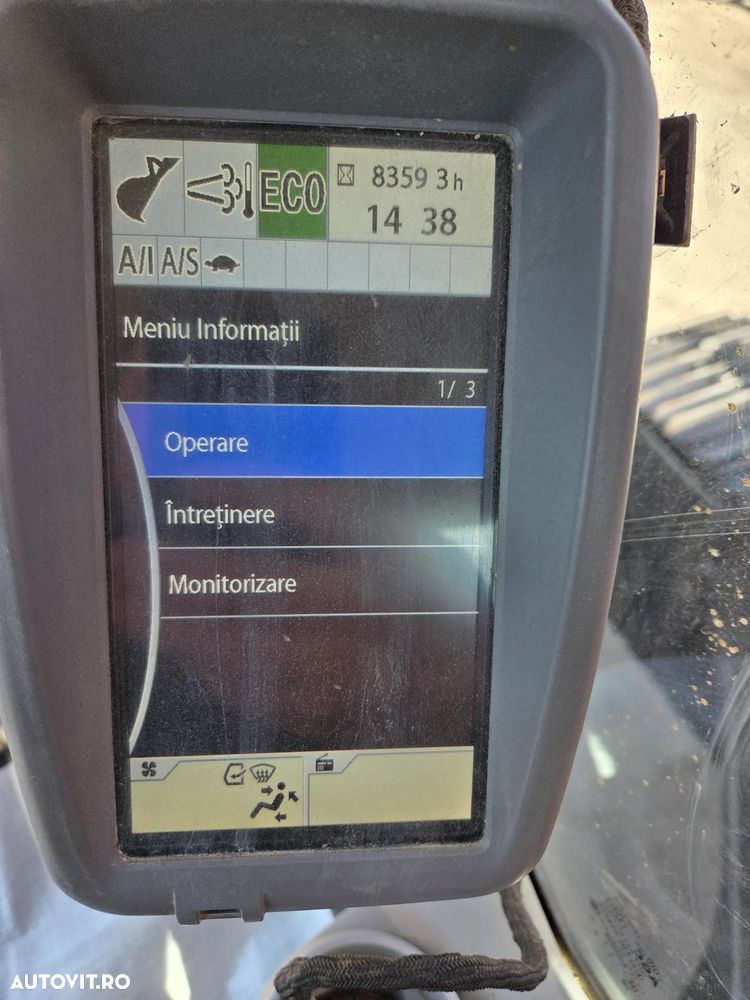 ECO
8359 3 h
14 38
A/I A/S
Meniu Informații
1/ 3
Operare
Întreținere
Monitorizare
AUTOVIT.RO